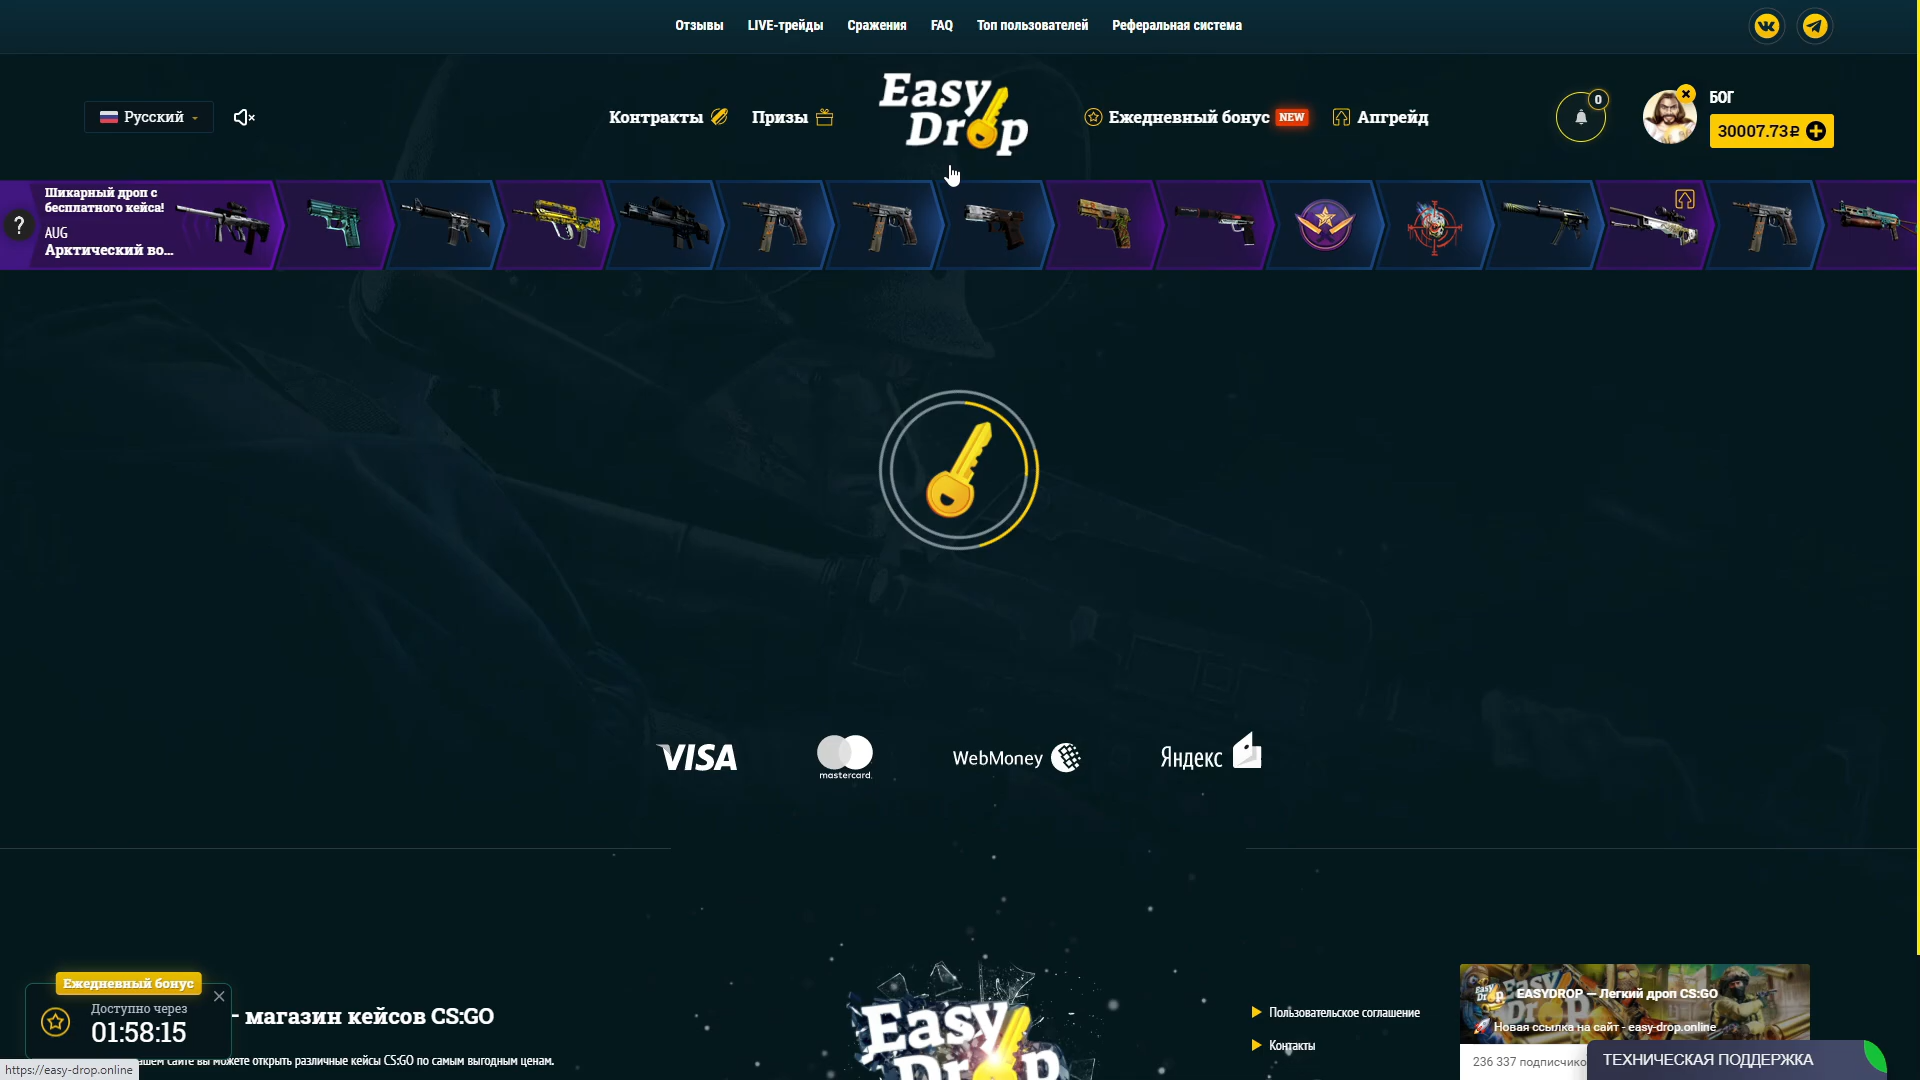 Отзывы LIVE-трейды Сражения FAQ Топ пользователей Реферальная система
Русский
Контракты Призы
Easy Drop
Ежедневный бонус NEW Апгрейд
0
БОГ
30007.73₽
?
Шикарный дроп с
бесплатного кейса!
AUG
Арктический во...
VISA
mastercard.
WebMoney
Яндекс
Ежедневный бонус
Доступно через
01:58:15
- магазин кейсов CS:GO
вы можете открыть различные кейсы CS:GO по самым выгодным ценам.
https://easy-drop.online
Easy
Drop
Пользовательское соглашение
Контакты
Easy Drop
EASYDROP — Легкий дроп CS:GO
🚀 Новая ссылка на сайт - easy-drop.online
236 337 подписчико
ТЕХНИЧЕСКАЯ ПОДДЕРЖКА